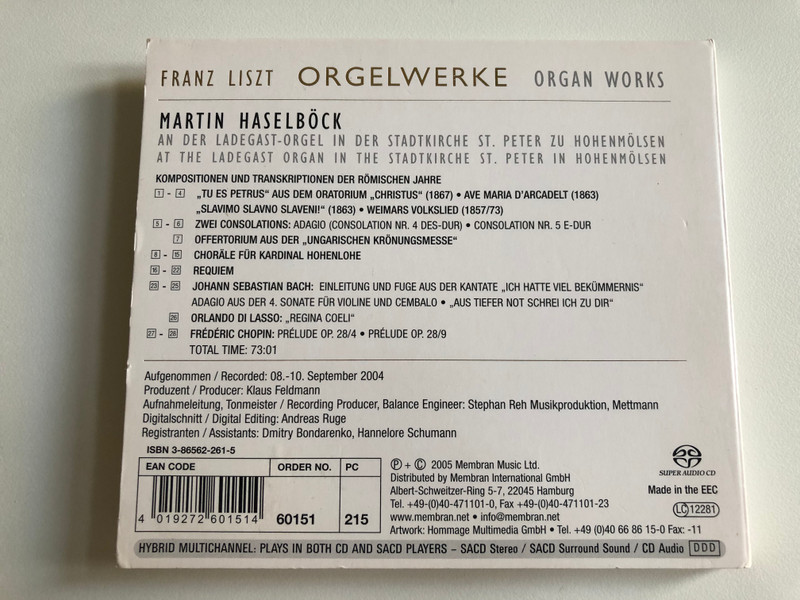 FRANZ LISZT ORGELWERKE ORGAN WORKS
MARTIN HASELBÖCK
AN DER LADEGAST-ORGEL IN DER STADTKIRCHE ST. PETER ZU HOHENMÖLSEN
AT THE LADEGAST ORGAN IN THE STADTKIRCHE ST. PETER IN HOHENMÖLSEN
KOMPOSITIONEN UND TRANSKRIPTIONEN DER RÖMISCHEN JAHRE
1 - 4 „TU ES PETRUS“ AUS DEM ORATORIUM „CHRISTUS“ (1867) • AVE MARIA D'ARCADELT (1863)
„SLAVIMO SLAVNO SLAVENI!“ (1863) • WEIMARS VOLKSLIED (1857/73)
5 - 6 ZWEI CONSOLATIONS: ADAGIO (CONSOLATION NR. 4 DES-DUR) • CONSOLATION NR. 5 E-DUR
7 OFFERTORIUM AUS DER „UNGARISCHEN KRÖNUNGSMESSE“
8 - 15 CHORÄLE FÜR KARDINAL HOHENLOHE
16 - 22 REQUIEM
23 - 25 JOHANN SEBASTIAN BACH: EINLEITUNG UND FUGE AUS DER KANTATE „ICH HATTE VIEL BEKÜMMERNIS“
ADAGIO AUS DER 4. SONATE FÜR VIOLINE UND CEMBALO • „AUS TIEFER NOT SCHREI ICH ZU DIR“
26 ORLANDO DI LASSO: „REGINA COELI“
27 - 28 FRÉDÉRIC CHOPIN: PRÉLUDE OP. 28/4 • PRÉLUDE OP. 28/9
TOTAL TIME: 73:01
Aufgenommen / Recorded: 08.-10. September 2004
Produzent / Producer: Klaus Feldmann
Aufnahmeleitung, Tonmeister / Recording Producer, Balance Engineer: Stephan Reh Musikproduktion, Mettmann
Digitalschnitt / Digital Editing: Andreas Ruge
Registranten / Assistants: Dmitry Bondarenko, Hannelore Schumann
ISBN 3-86562-261-5
EAN CODE ORDER NO. PC
4 019272 601514 60151 215
℗ + © 2005 Membran Music Ltd.
Distributed by Membran International GmbH
Albert-Schweitzer-Ring 5-7, 22045 Hamburg
Tel. +49-(0)40-471101-0, Fax +49-(0)40-471101-23
www.membran.net • info@membran.net
Artwork: Hommage Multimedia GmbH • Tel. +49 (0)40 66 86 15-0 Fax: -11
SUPER AUDIO CD
Made in the EEC
LC 12281
HYBRID MULTICHANNEL: PLAYS IN BOTH CD AND SACD PLAYERS – SACD Stereo / SACD Surround Sound / CD Audio DDD